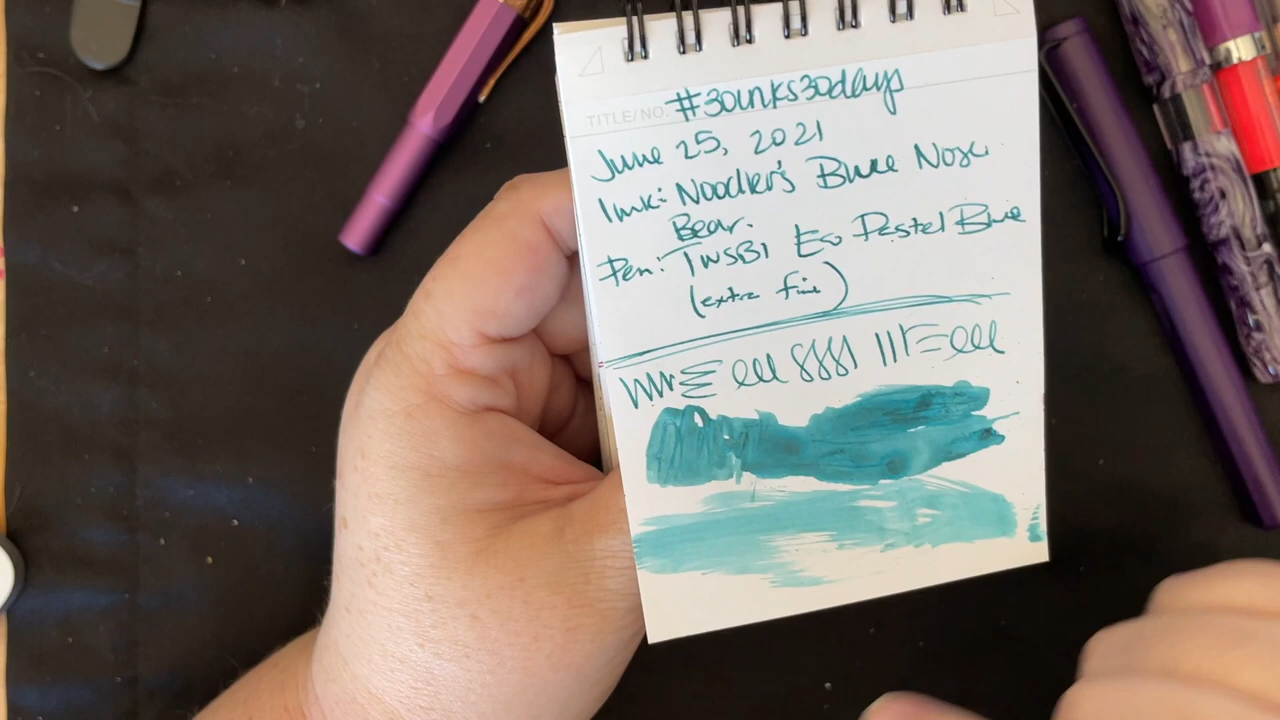 TITLE/NO. #30inks30days
June 25, 2021
Ink: Noodler's Blue Nose
Bear.
Pen: TWSBI Eco Pastel Blue
(extra fine)